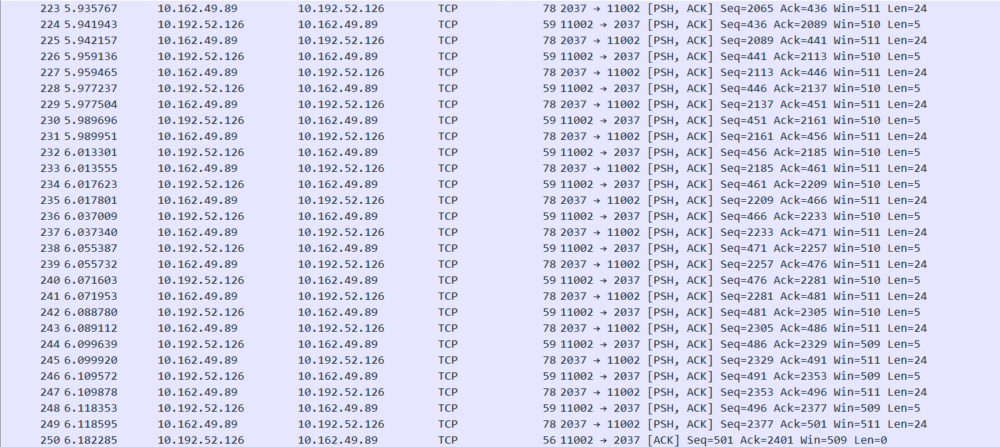 223 5.935767 10.162.49.89 10.192.52.126 TCP 78 2037 → 11002 [PSH, ACK] Seq=2065 Ack=436 Win=511 Len=24
224 5.941943 10.192.52.126 10.162.49.89 TCP 59 11002 → 2037 [PSH, ACK] Seq=436 Ack=2089 Win=510 Len=5
225 5.942157 10.162.49.89 10.192.52.126 TCP 78 2037 → 11002 [PSH, ACK] Seq=2089 Ack=441 Win=511 Len=24
226 5.959136 10.192.52.126 10.162.49.89 TCP 59 11002 → 2037 [PSH, ACK] Seq=441 Ack=2113 Win=510 Len=5
227 5.959465 10.162.49.89 10.192.52.126 TCP 78 2037 → 11002 [PSH, ACK] Seq=2113 Ack=446 Win=511 Len=24
228 5.977237 10.192.52.126 10.162.49.89 TCP 59 11002 → 2037 [PSH, ACK] Seq=446 Ack=2137 Win=510 Len=5
229 5.977504 10.162.49.89 10.192.52.126 TCP 78 2037 → 11002 [PSH, ACK] Seq=2137 Ack=451 Win=511 Len=24
230 5.989696 10.192.52.126 10.162.49.89 TCP 59 11002 → 2037 [PSH, ACK] Seq=451 Ack=2161 Win=510 Len=5
231 5.989951 10.162.49.89 10.192.52.126 TCP 78 2037 → 11002 [PSH, ACK] Seq=2161 Ack=456 Win=511 Len=24
232 6.013301 10.192.52.126 10.162.49.89 TCP 59 11002 → 2037 [PSH, ACK] Seq=456 Ack=2185 Win=510 Len=5
233 6.013555 10.162.49.89 10.192.52.126 TCP 78 2037 → 11002 [PSH, ACK] Seq=2185 Ack=461 Win=511 Len=24
234 6.017623 10.192.52.126 10.162.49.89 TCP 59 11002 → 2037 [PSH, ACK] Seq=461 Ack=2209 Win=510 Len=5
235 6.017801 10.162.49.89 10.192.52.126 TCP 78 2037 → 11002 [PSH, ACK] Seq=2209 Ack=466 Win=511 Len=24
236 6.037009 10.192.52.126 10.162.49.89 TCP 59 11002 → 2037 [PSH, ACK] Seq=466 Ack=2233 Win=510 Len=5
237 6.037340 10.162.49.89 10.192.52.126 TCP 78 2037 → 11002 [PSH, ACK] Seq=2233 Ack=471 Win=511 Len=24
238 6.055387 10.192.52.126 10.162.49.89 TCP 59 11002 → 2037 [PSH, ACK] Seq=471 Ack=2257 Win=510 Len=5
239 6.055732 10.162.49.89 10.192.52.126 TCP 78 2037 → 11002 [PSH, ACK] Seq=2257 Ack=476 Win=511 Len=24
240 6.071603 10.192.52.126 10.162.49.89 TCP 59 11002 → 2037 [PSH, ACK] Seq=476 Ack=2281 Win=510 Len=5
241 6.071953 10.162.49.89 10.192.52.126 TCP 78 2037 → 11002 [PSH, ACK] Seq=2281 Ack=481 Win=511 Len=24
242 6.088780 10.192.52.126 10.162.49.89 TCP 59 11002 → 2037 [PSH, ACK] Seq=481 Ack=2305 Win=510 Len=5
243 6.089112 10.162.49.89 10.192.52.126 TCP 78 2037 → 11002 [PSH, ACK] Seq=2305 Ack=486 Win=511 Len=24
244 6.099639 10.192.52.126 10.162.49.89 TCP 59 11002 → 2037 [PSH, ACK] Seq=486 Ack=2329 Win=509 Len=5
245 6.099920 10.162.49.89 10.192.52.126 TCP 78 2037 → 11002 [PSH, ACK] Seq=2329 Ack=491 Win=511 Len=24
246 6.109572 10.192.52.126 10.162.49.89 TCP 59 11002 → 2037 [PSH, ACK] Seq=491 Ack=2353 Win=509 Len=5
247 6.109878 10.162.49.89 10.192.52.126 TCP 78 2037 → 11002 [PSH, ACK] Seq=2353 Ack=496 Win=511 Len=24
248 6.118353 10.192.52.126 10.162.49.89 TCP 59 11002 → 2037 [PSH, ACK] Seq=496 Ack=2377 Win=509 Len=5
249 6.118595 10.162.49.89 10.192.52.126 TCP 78 2037 → 11002 [PSH, ACK] Seq=2377 Ack=501 Win=511 Len=24
250 6.182285 10.192.52.126 10.162.49.89 TCP 56 11002 → 2037 [ACK] Seq=501 Ack=2401 Win=509 Len=0